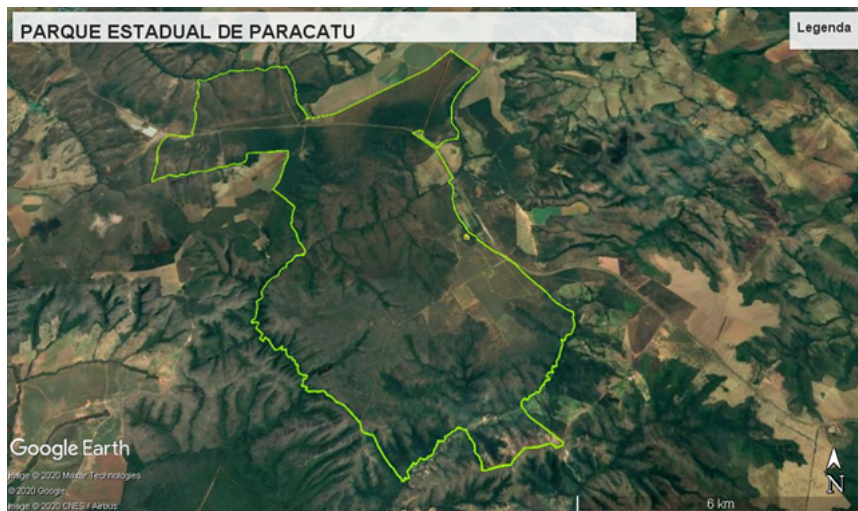 PARQUE ESTADUAL DE PARACATU
Legenda
Google Earth
Image © 2020 Maxar Technologies
© 2020 Google
Image © 2020 CNES / Airbus
N
6 km